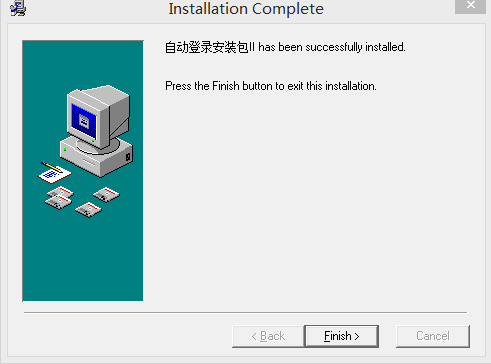 Installation Complete
自动登录安装包II has been successfully installed.
Press the Finish button to exit this installation.
< Back
Finish >
Cancel